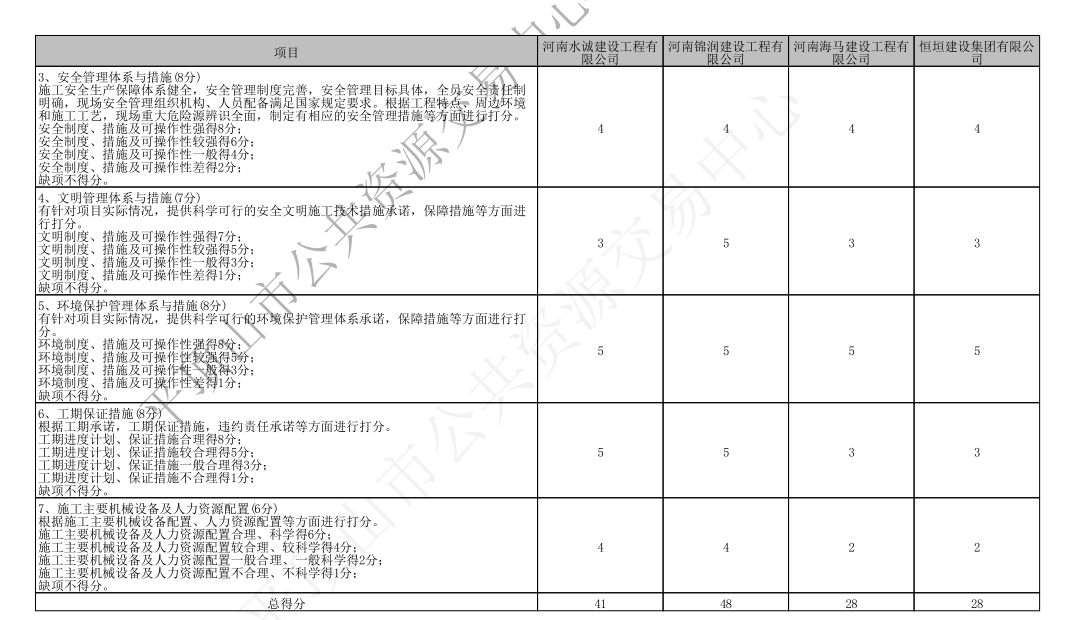 项目
河南水诚建设工程有
限公司
河南锦润建设工程有
限公司
河南海马建设工程有
限公司
恒垣建设集团有限公
司
3、安全管理体系与措施(8分)
施工安全生产保障体系健全，安全管理制度完善，安全管理目标具体，全员安全责任制
明确，现场安全管理组织机构、人员配备满足国家规定要求。根据工程特点、周边环境
和施工工艺，现场重大危险源辨识全面，制定有相应的安全管理措施等方面进行打分。
安全制度、措施及可操作性强得8分；
安全制度、措施及可操作性较强得6分；
安全制度、措施及可操作性一般得4分；
安全制度、措施及可操作性差得2分；
缺项不得分。
4 4 4 4
4、文明管理体系与措施(7分)
有针对项目实际情况，提供科学可行的安全文明施工技术措施承诺，保障措施等方面进
行打分。
文明制度、措施及可操作性强得7分；
文明制度、措施及可操作性较强得5分；
文明制度、措施及可操作性一般得3分；
文明制度、措施及可操作性差得1分；
缺项不得分。
3 5 3 3
5、环境保护管理体系与措施(8分)
有针对项目实际情况，提供科学可行的环境保护管理体系承诺，保障措施等方面进行打
分。
环境制度、措施及可操作性强得8分；
环境制度、措施及可操作性较强得5分；
环境制度、措施及可操作性一般得3分；
环境制度、措施及可操作性差得1分；
缺项不得分。
5 5 5 5
6、工期保证措施(8分)
根据工期承诺，工期保证措施，违约责任承诺等方面进行打分。
工期进度计划、保证措施合理得8分；
工期进度计划、保证措施较合理得5分；
工期进度计划、保证措施一般合理得3分；
工期进度计划、保证措施不合理得1分；
缺项不得分。
5 5 3 3
7、施工主要机械设备及人力资源配置(6分)
根据施工主要机械设备配置、人力资源配置等方面进行打分。
施工主要机械设备及人力资源配置合理、科学得6分；
施工主要机械设备及人力资源配置较合理、较科学得4分；
施工主要机械设备及人力资源配置一般合理、一般科学得2分；
施工主要机械设备及人力资源配置不合理、不科学得1分；
缺项不得分。
4 4 2 2
总得分 41 48 28 28
平顶山市公共资源交易中心
平顶山市公共资源交易中心